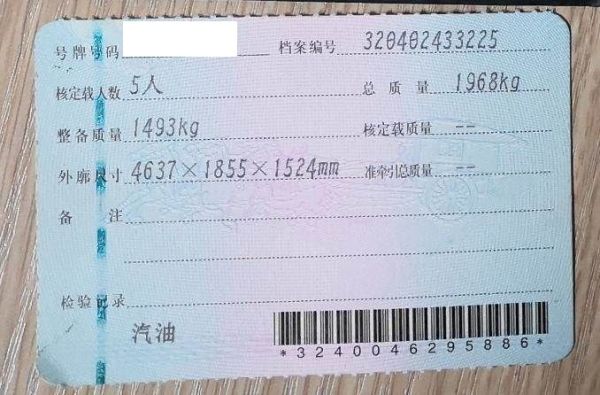 号牌号码 档案编号 320402433225
核定载人数 5人 总质量 1968kg
整备质量 1493kg 核定载质量 --
外廓尺寸 4637×1855×1524mm 准牵引总质量 --
备注
检验记录
汽油
*3240046295886*